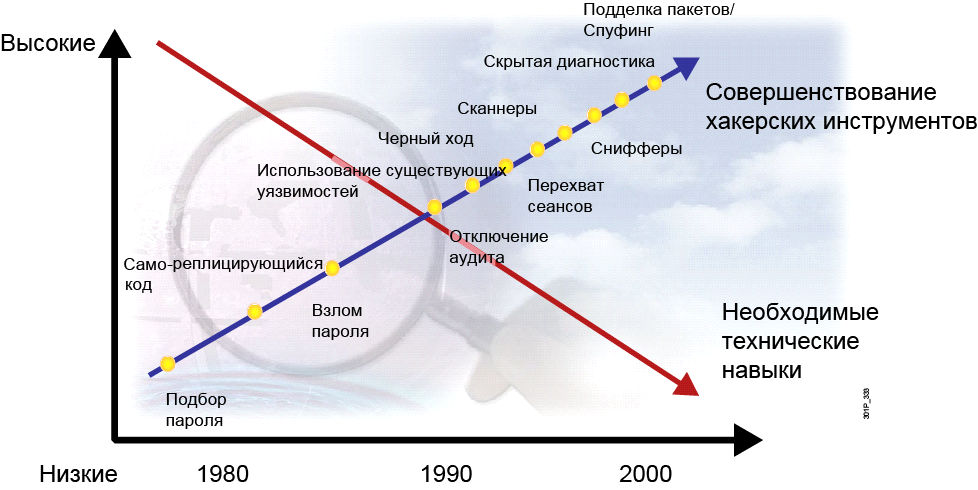 Подделка пакетов/
Спуфинг
Высокие
Скрытая диагностика
Совершенствование
хакерских инструментов
Сканнеры
Черный ход
Снифферы
Использование существующих
уязвимостей
Перехват
сеансов
Отключение
аудита
Само-реплицирующийся
код
Взлом
пароля
Необходимые
технические
навыки
Подбор
пароля
301P_333
Низкие
1980
1990
2000